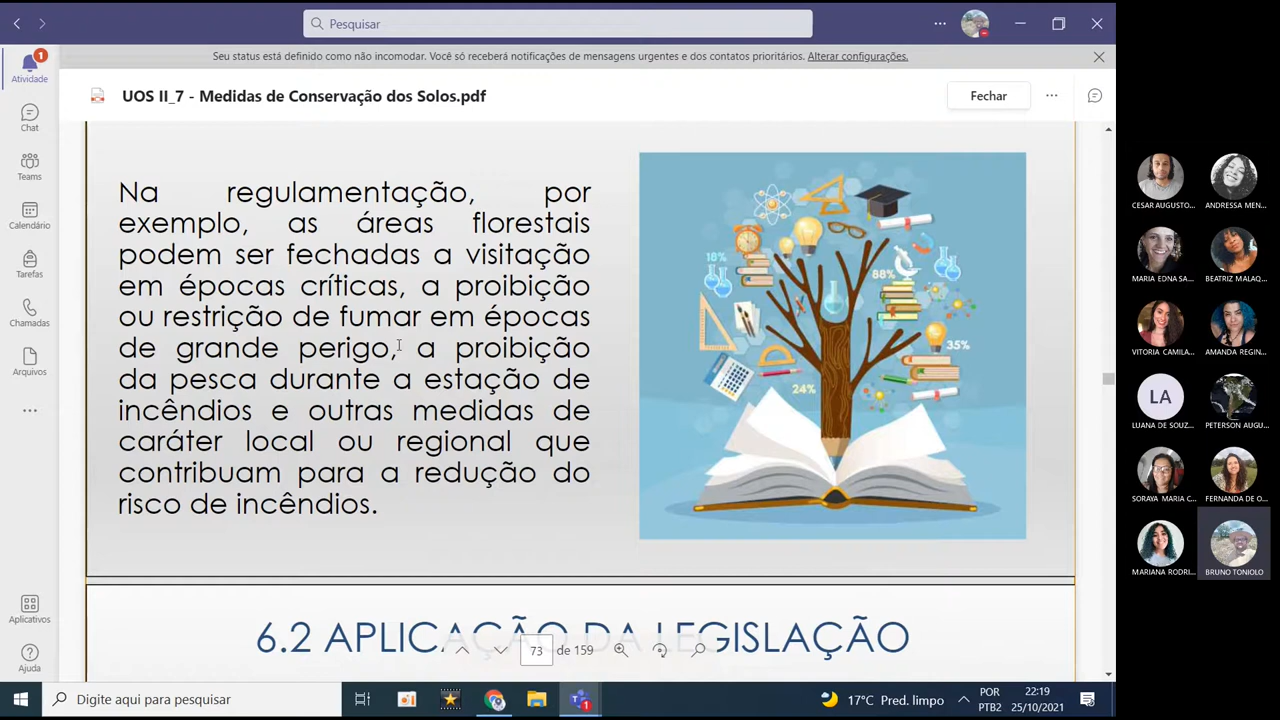 Pesquisar
Seu status está definido como não incomodar. Você só receberá notificações de mensagens urgentes e dos contatos prioritários. Alterar configurações.
1
Atividade
Chat
Teams
Calendário
Tarefas
Chamadas
Arquivos
Aplicativos
Ajuda
UOS II_7 - Medidas de Conservação dos Solos.pdf
Fechar
Na regulamentação, por
exemplo, as áreas florestais
podem ser fechadas a visitação
em épocas críticas, a proibição
ou restrição de fumar em épocas
de grande perigo, a proibição
da pesca durante a estação de
incêndios e outras medidas de
caráter local ou regional que
contribuam para a redução do
risco de incêndios.
18%
88%
35%
24%
6.2 APLICAÇÃO DA LEGISLAÇÃO
73 de 159
CESAR AUGUSTO...
ANDRESSA MEN...
MARIA EDNA SA...
BEATRIZ MALAQ...
VITORIA CAMILA...
AMANDA REGIN...
LA
LUANA DE SOUZ...
PETERSON AUGU...
SORAYA MARIA C...
FERNANDA DE O...
MARIANA RODRI...
BRUNO TONIOLO
Digite aqui para pesquisar
1
17°C Pred. limpo
POR
PTB2
22:19
25/10/2021